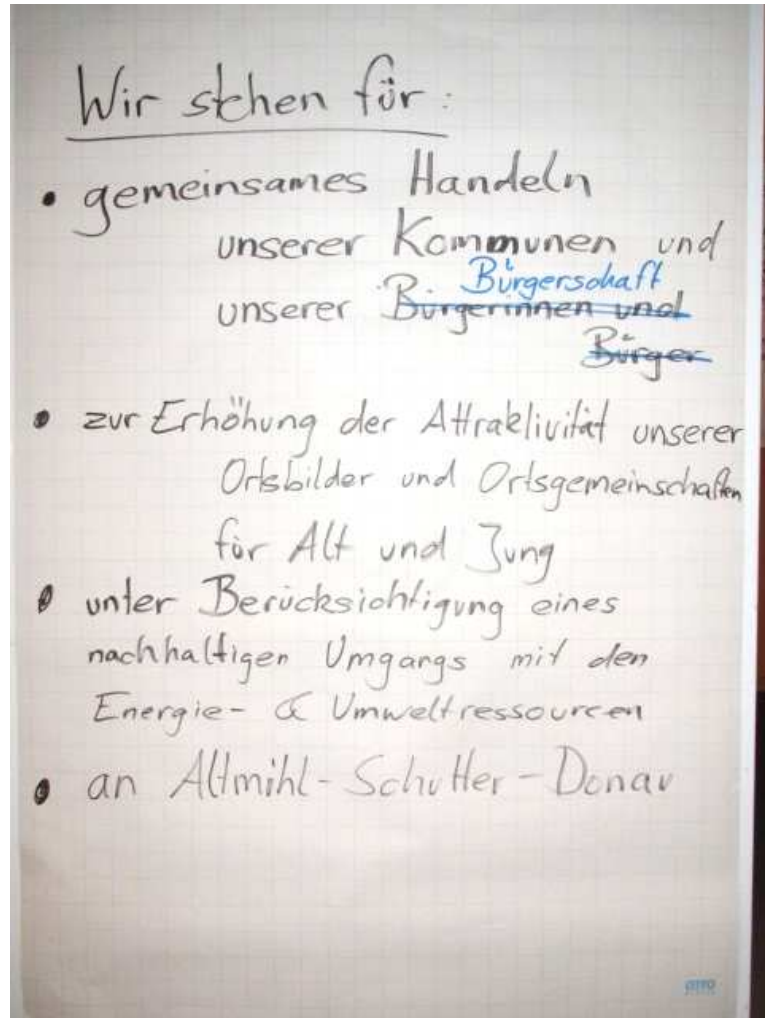 Wir stehen für:
• gemeinsames Handeln
unserer Kommunen und
Bürgerschaft
unserer Bürgerinnen und
Bürger
• zur Erhöhung der Attraktivität unserer
Ortsbilder und Ortsgemeinschaften
für Alt und Jung
• unter Berücksichtigung eines
nachhaltigen Umgangs mit den
Energie- & Umweltressourcen
• an Altmihl-Schutter-Donau